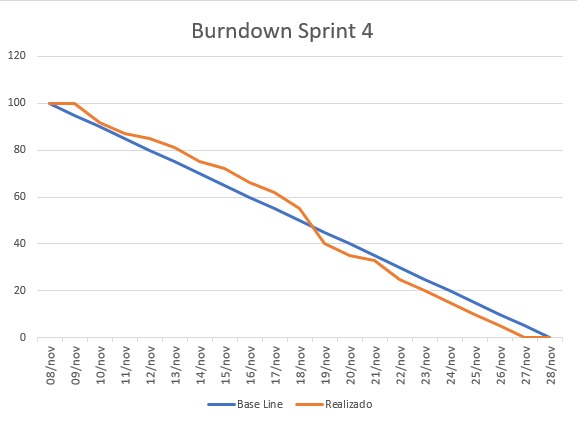 Burndown Sprint 4
120
100
80
60
40
20
0
08/nov
09/nov
10/nov
11/nov
12/nov
13/nov
14/nov
15/nov
16/nov
17/nov
18/nov
19/nov
20/nov
21/nov
22/nov
23/nov
24/nov
25/nov
26/nov
27/nov
28/nov
Base Line
Realizado